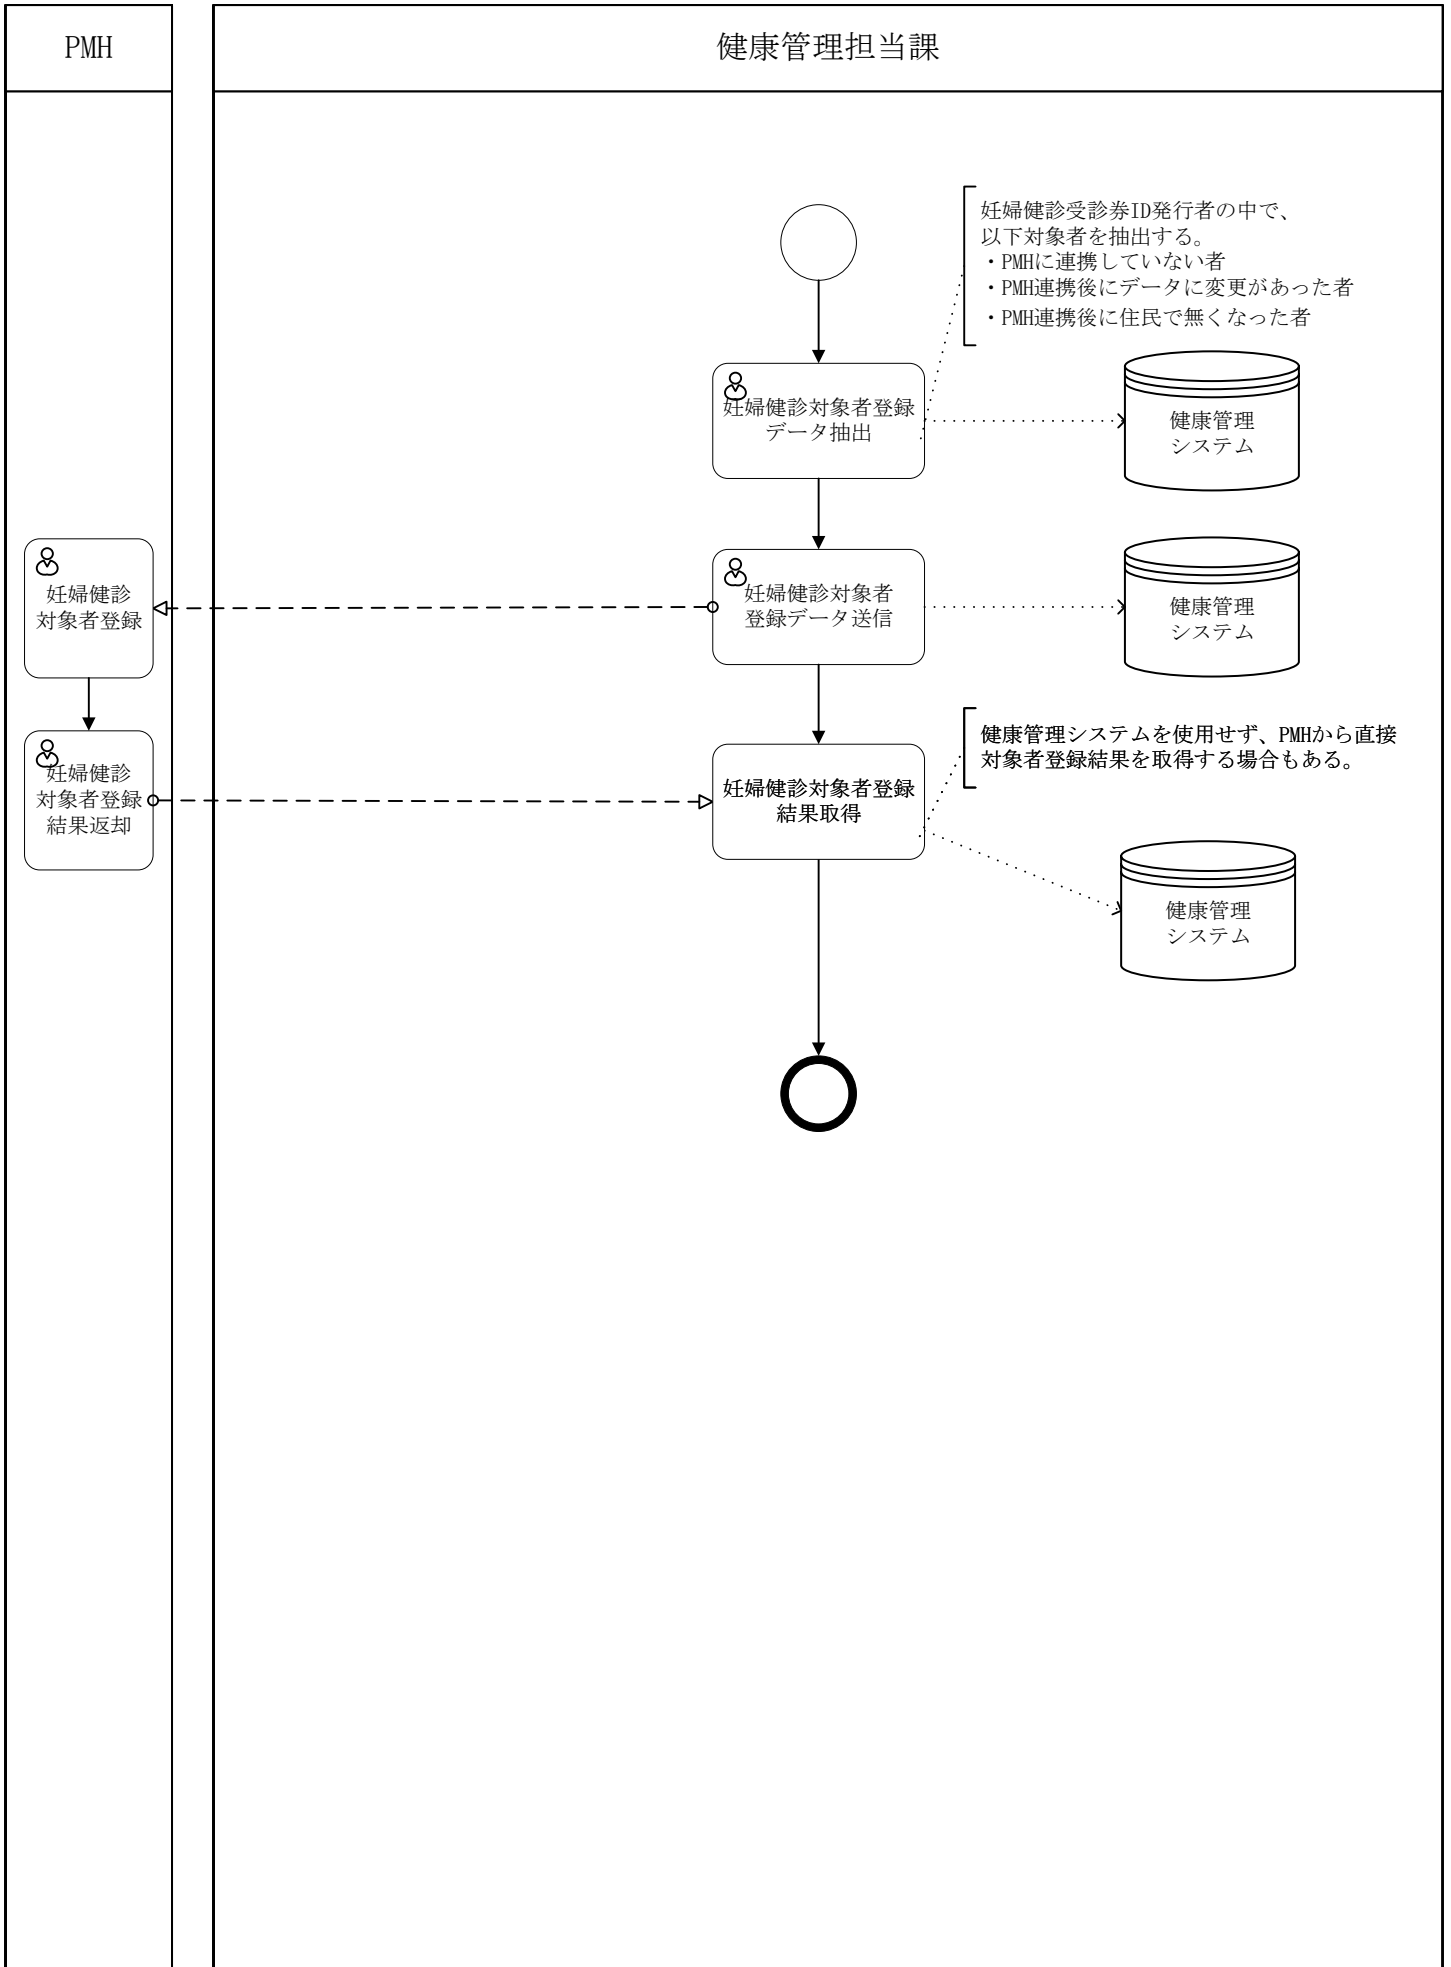 PMH
健康管理担当課
妊婦健診受診券ID発行者の中で、
以下対象者を抽出する。
・PMHに連携していない者
・PMH連携後にデータに変更があった者
・PMH連携後に住民で無くなった者
妊婦健診対象者登録
データ抽出
健康管理
システム
妊婦健診
対象者登録
妊婦健診対象者
登録データ送信
健康管理
システム
妊婦健診
対象者登録
結果返却
妊婦健診対象者登録
結果取得
健康管理システムを使用せず、PMHから直接
対象者登録結果を取得する場合もある。
健康管理
システム